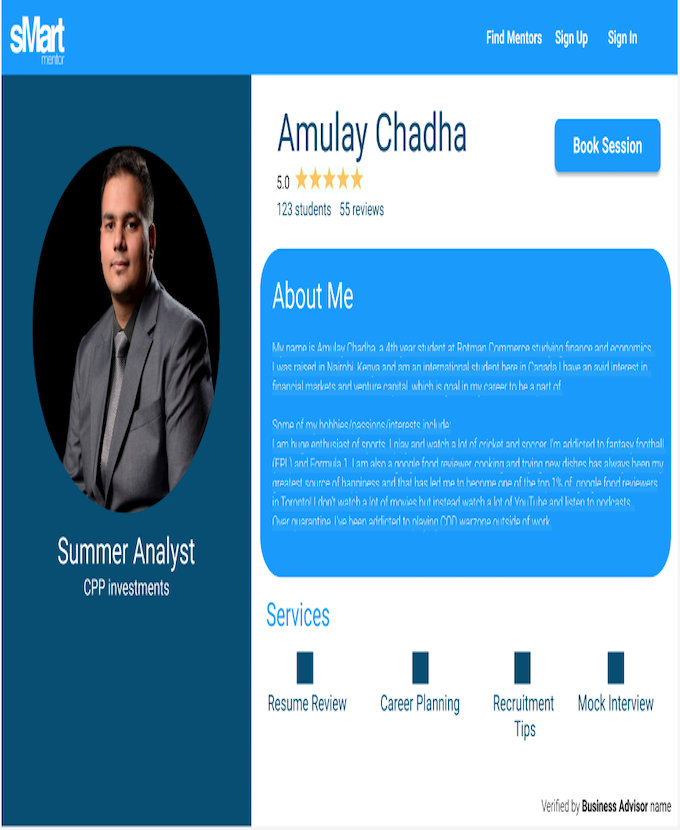 sMart
mentor
Find Mentors Sign Up Sign In
Amulay Chadha
Book Session
5.0
123 students 55 reviews
About Me
My name is Amulay Chadha, a 4th year student at Rotman Commerce studying finance and economics.
I was raised in Nairobi, Kenya and am an international student here in Canada I have an avid interest in
financial markets and venture capital, which is goal in my career to be a part of.
Some of my hobbies/passions/interests include:
I am huge enthusiast of sports, I play and watch a lot of cricket and soccer. I'm addicted to fantasy football
(EPL) and Formula 1. I am also a google food reviewer, cooking and trying new dishes has always been my
greatest source of happiness and that has led me to become one of the top 1% of google food reviewers
in Toronto! I don't watch a lot of movies but instead watch a lot of YouTube and listen to podcasts.
Over quarantine, I've been addicted to playing COD warzone outside of work.
Summer Analyst
CPP investments
Services
Resume Review Career Planning Recruitment Tips Mock Interview
Verified by Business Advisor name